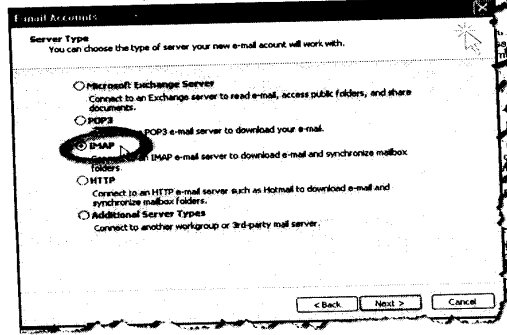 E-mail Accounts
Server Type
You can choose the type of server your new e-mail acount will work with.
Microsoft Exchange Server
Connect to an Exchange server to read e-mail, access public folders, and share
documents.
POP3
POP3 e-mail server to download your e-mail.
IMAP
Connect to an IMAP e-mail server to download e-mail and synchronize mailbox
folders.
HTTP
Connect to an HTTP e-mail server such as Hotmail to download e-mail and
synchronize mailbox folders.
Additional Server Types
Connect to another workgroup or 3rd-party mail server.
< Back
Next >
Cancel